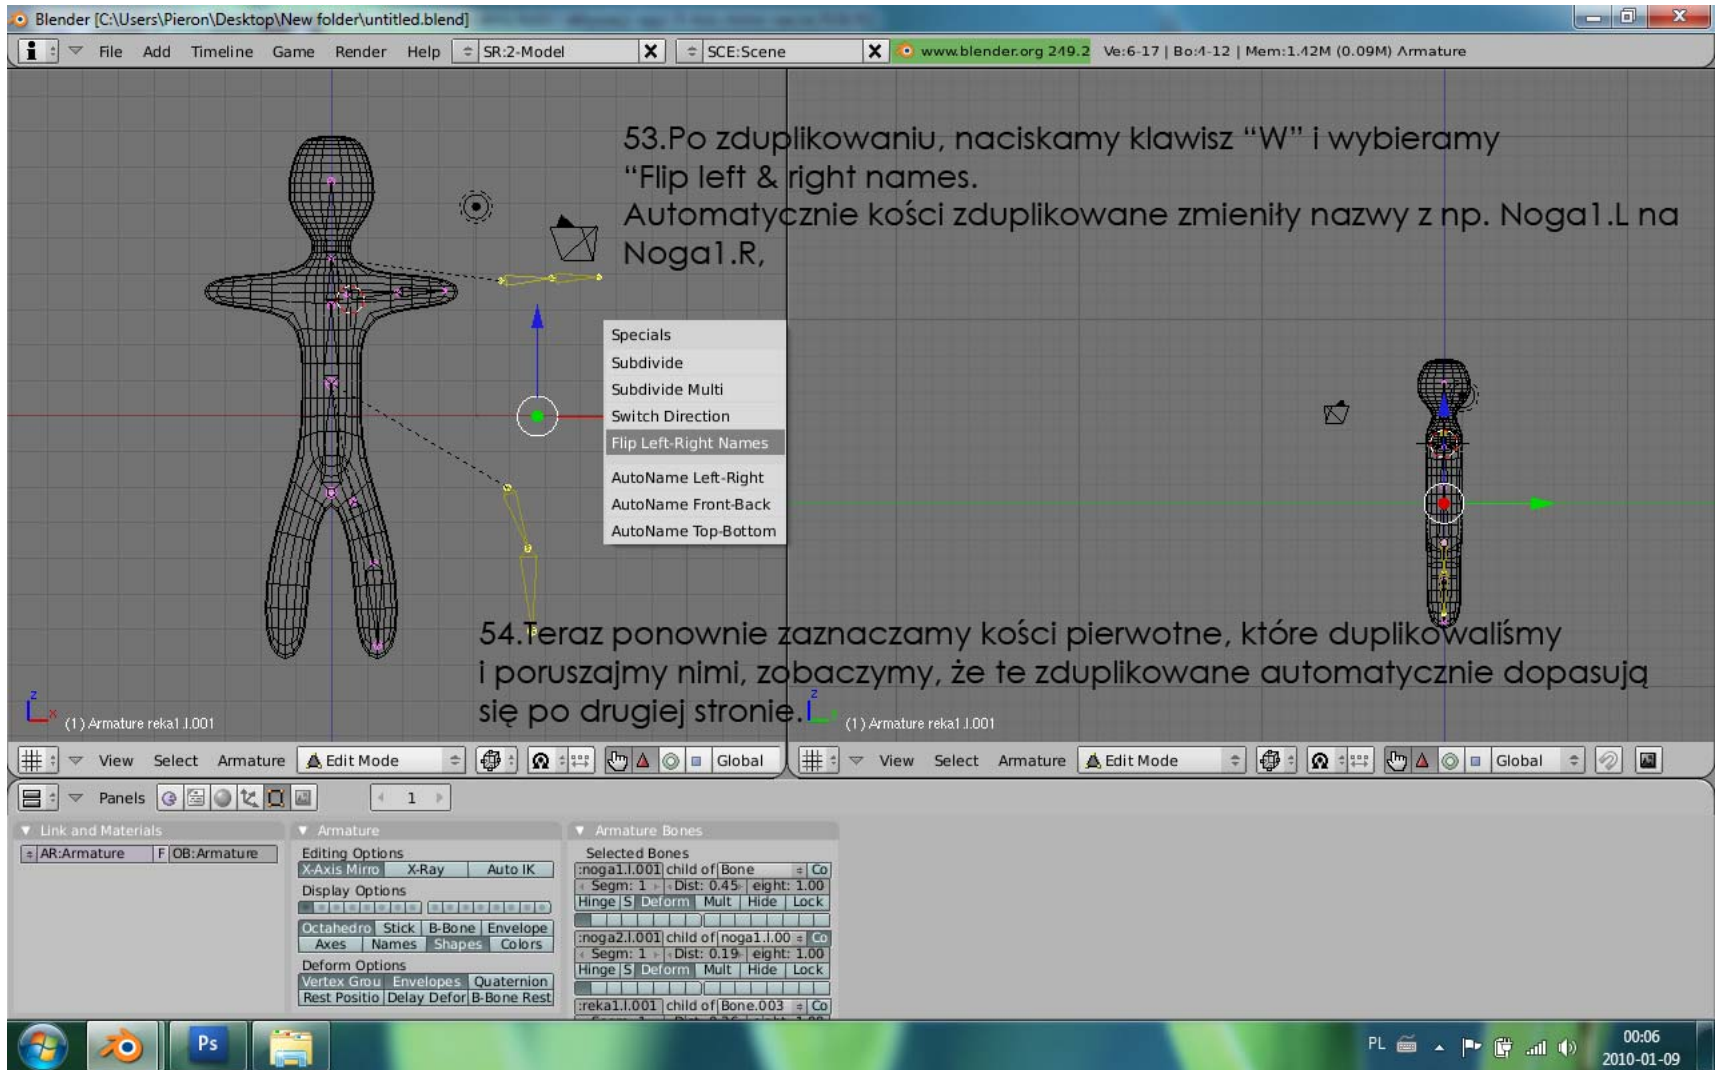 Blender [C:\Users\Pieron\Desktop\New folder\untitled.blend]
File Add Timeline Game Render Help SR:2-Model X SCE:Scene X www.blender.org 249.2 Ve:6-17 | Bo:4-12 | Mem:1.42M (0.09M) Armature
53.Po zduplikowaniu, naciskamy klawisz “W” i wybieramy
“Flip left & right names.
Automatycznie kości zduplikowane zmieniły nazwy z np. Noga1.L na
Noga1.R,
Specials
Subdivide
Subdivide Multi
Switch Direction
Flip Left-Right Names
AutoName Left-Right
AutoName Front-Back
AutoName Top-Bottom
54.Teraz ponownie zaznaczamy kości pierwotne, które duplikowaliśmy
i poruszajmy nimi, zobaczymy, że te zduplikowane automatycznie dopasują
się po drugiej stronie.
z x (1) Armature reka1.l.001
z (1) Armature reka1.l.001
View Select Armature Edit Mode Global
View Select Armature Edit Mode Global
Panels 1
Link and Materials
AR:Armature F OB:Armature
Armature
Editing Options
X-Axis Mirro X-Ray Auto IK
Display Options
Octahedro Stick B-Bone Envelope
Axes Names Shapes Colors
Deform Options
Vertex Grou Envelopes Quaternion
Rest Positio Delay Defor B-Bone Rest
Armature Bones
Selected Bones
:noga1.l.001 child of Bone Co
Segm: 1 Dist: 0.45 eight: 1.00
Hinge S Deform Mult Hide Lock
:noga2.l.001 child of noga1.l.00 Co
Segm: 1 Dist: 0.19 eight: 1.00
Hinge S Deform Mult Hide Lock
:reka1.l.001 child of Bone.003 Co
Ps
PL
00:06
2010-01-09